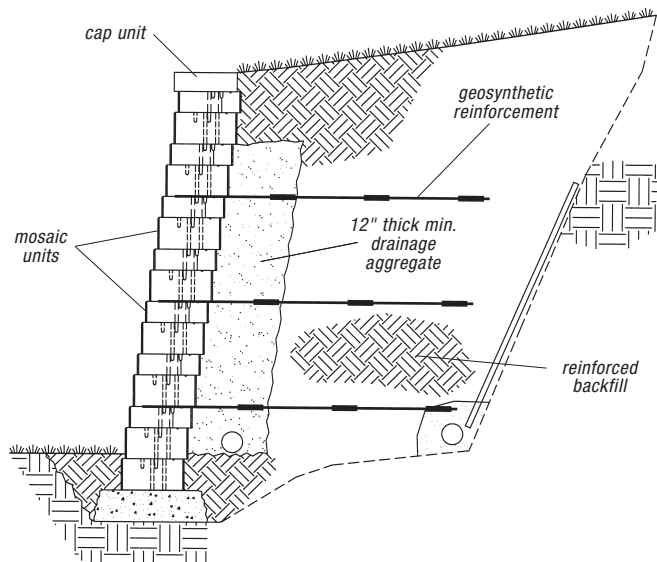 cap unit
geosynthetic
reinforcement
mosaic
units
12" thick min.
drainage
aggregate
reinforced
backfill